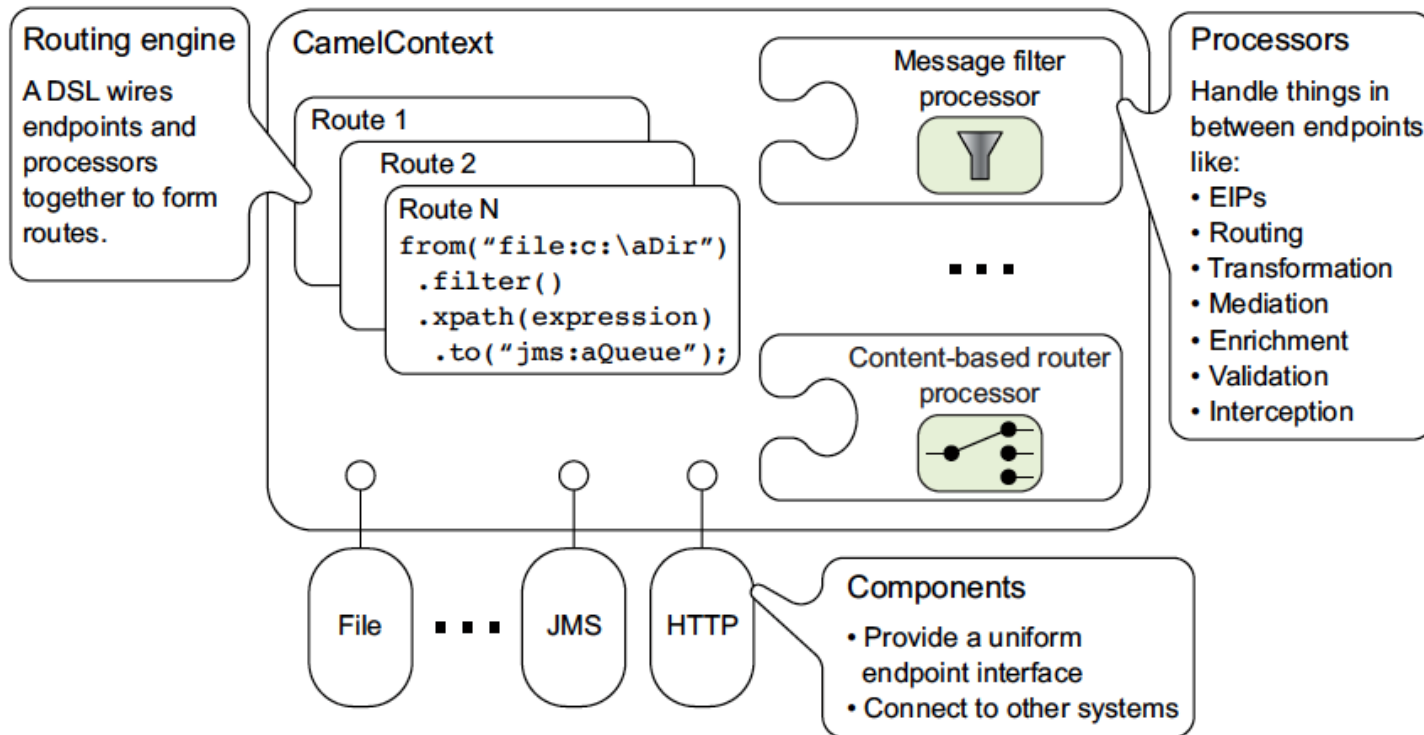 Routing engine
A DSL wires
endpoints and
processors
together to form
routes.
CamelContext
Route 1
Route 2
Route N
from(“file:c:\aDir”)
.filter()
.xpath(expression)
.to(“jms:aQueue”);
Message filter
processor
Content-based router
processor
Processors
Handle things in
between endpoints
like:
• EIPs
• Routing
• Transformation
• Mediation
• Enrichment
• Validation
• Interception
File
JMS
HTTP
Components
• Provide a uniform
endpoint interface
• Connect to other systems